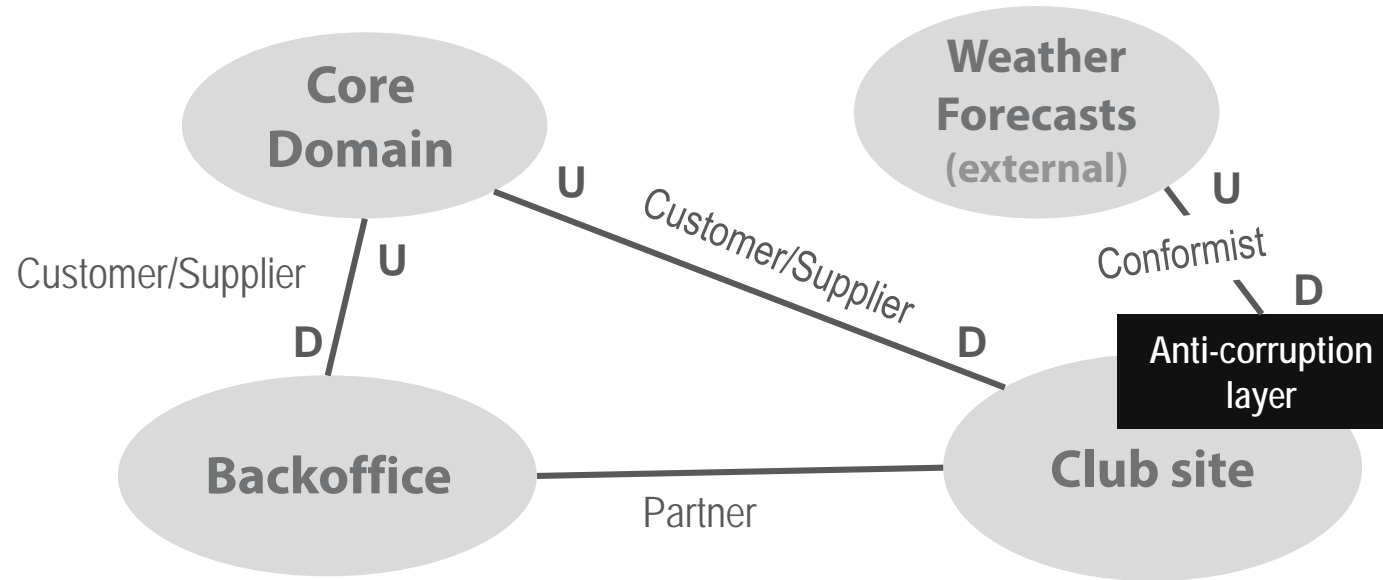 Core
Domain
Weather
Forecasts
(external)
U
Customer/Supplier
U
Conformist
Customer/Supplier
U
D
D
D
Anti-corruption
layer
Backoffice
Club site
Partner